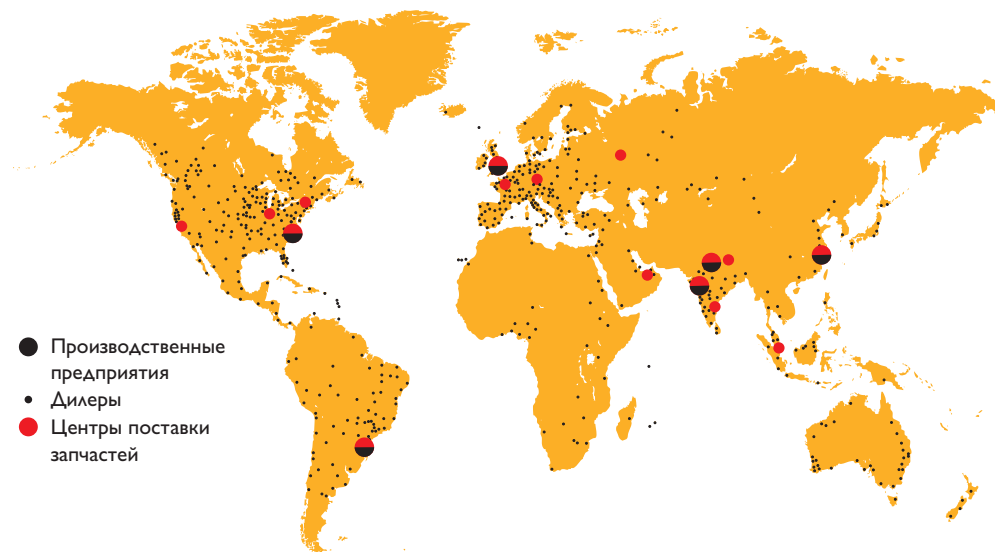 Производственные
предприятия
Дилеры
Центры поставки
запчастей